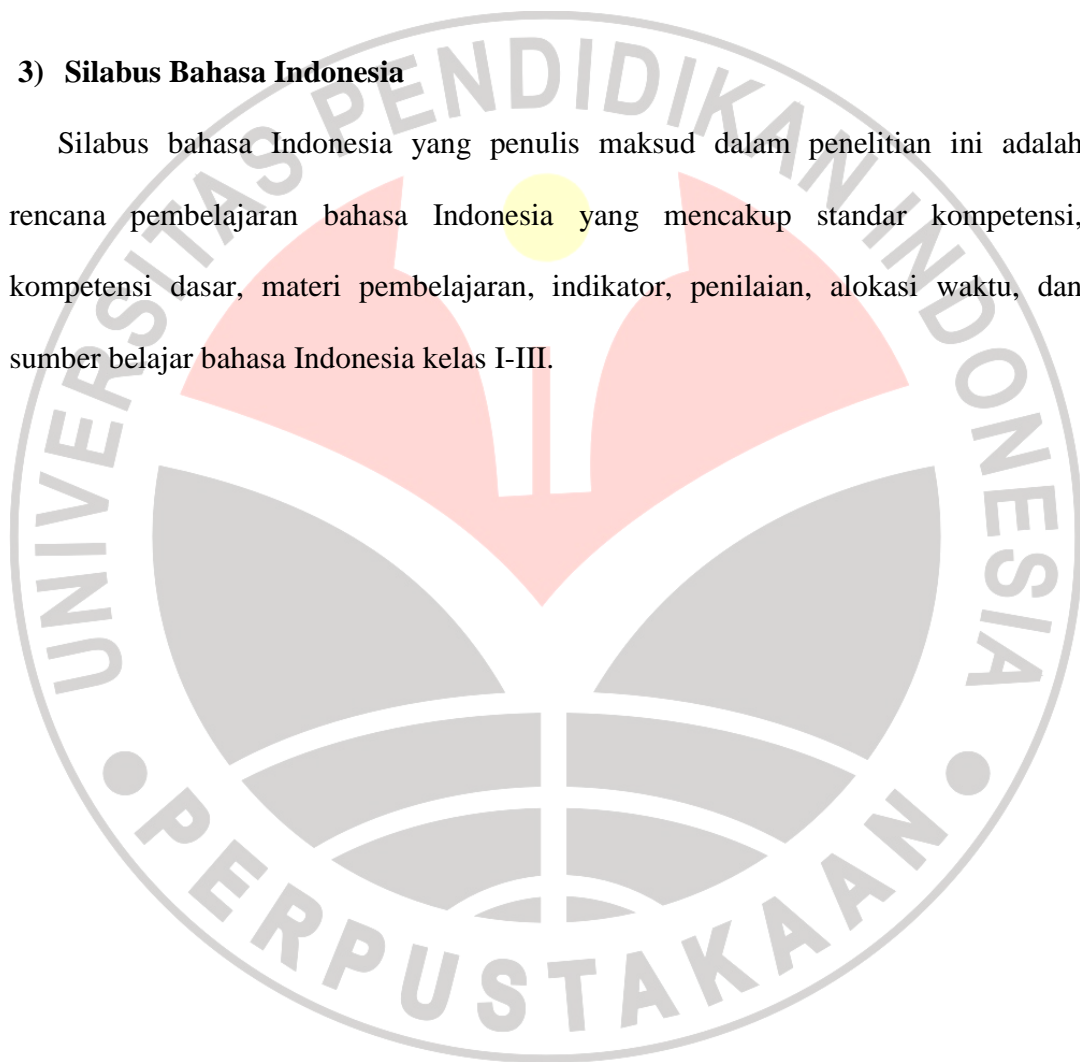 3) Silabus Bahasa Indonesia
Silabus bahasa Indonesia yang penulis maksud dalam penelitian ini adalah
rencana pembelajaran bahasa Indonesia yang mencakup standar kompetensi,
kompetensi dasar, materi pembelajaran, indikator, penilaian, alokasi waktu, dan
sumber belajar bahasa Indonesia kelas I-III.
UNIVERSITAS PENDIDIKAN INDONESIA
PERPUSTAKAAN